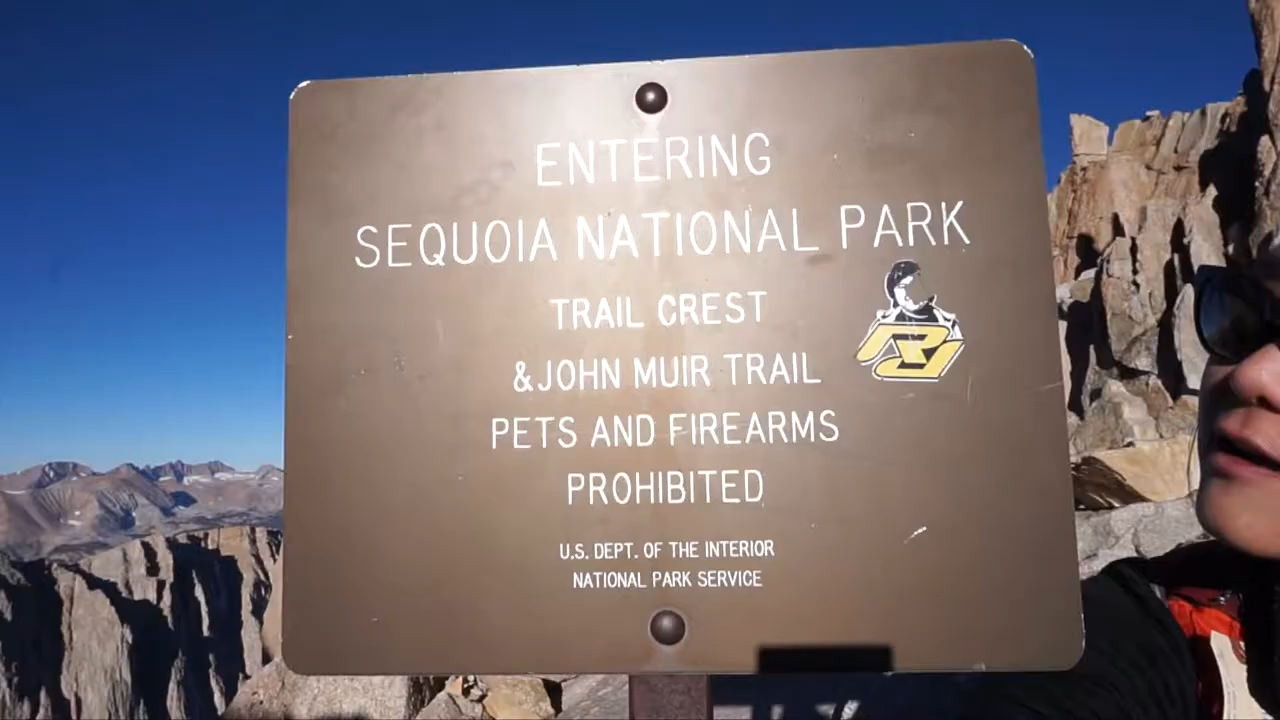 ENTERING
SEQUOIA NATIONAL PARK
TRAIL CREST
&JOHN MUIR TRAIL
PETS AND FIREARMS
PROHIBITED
U.S. DEPT. OF THE INTERIOR
NATIONAL PARK SERVICE
RJ